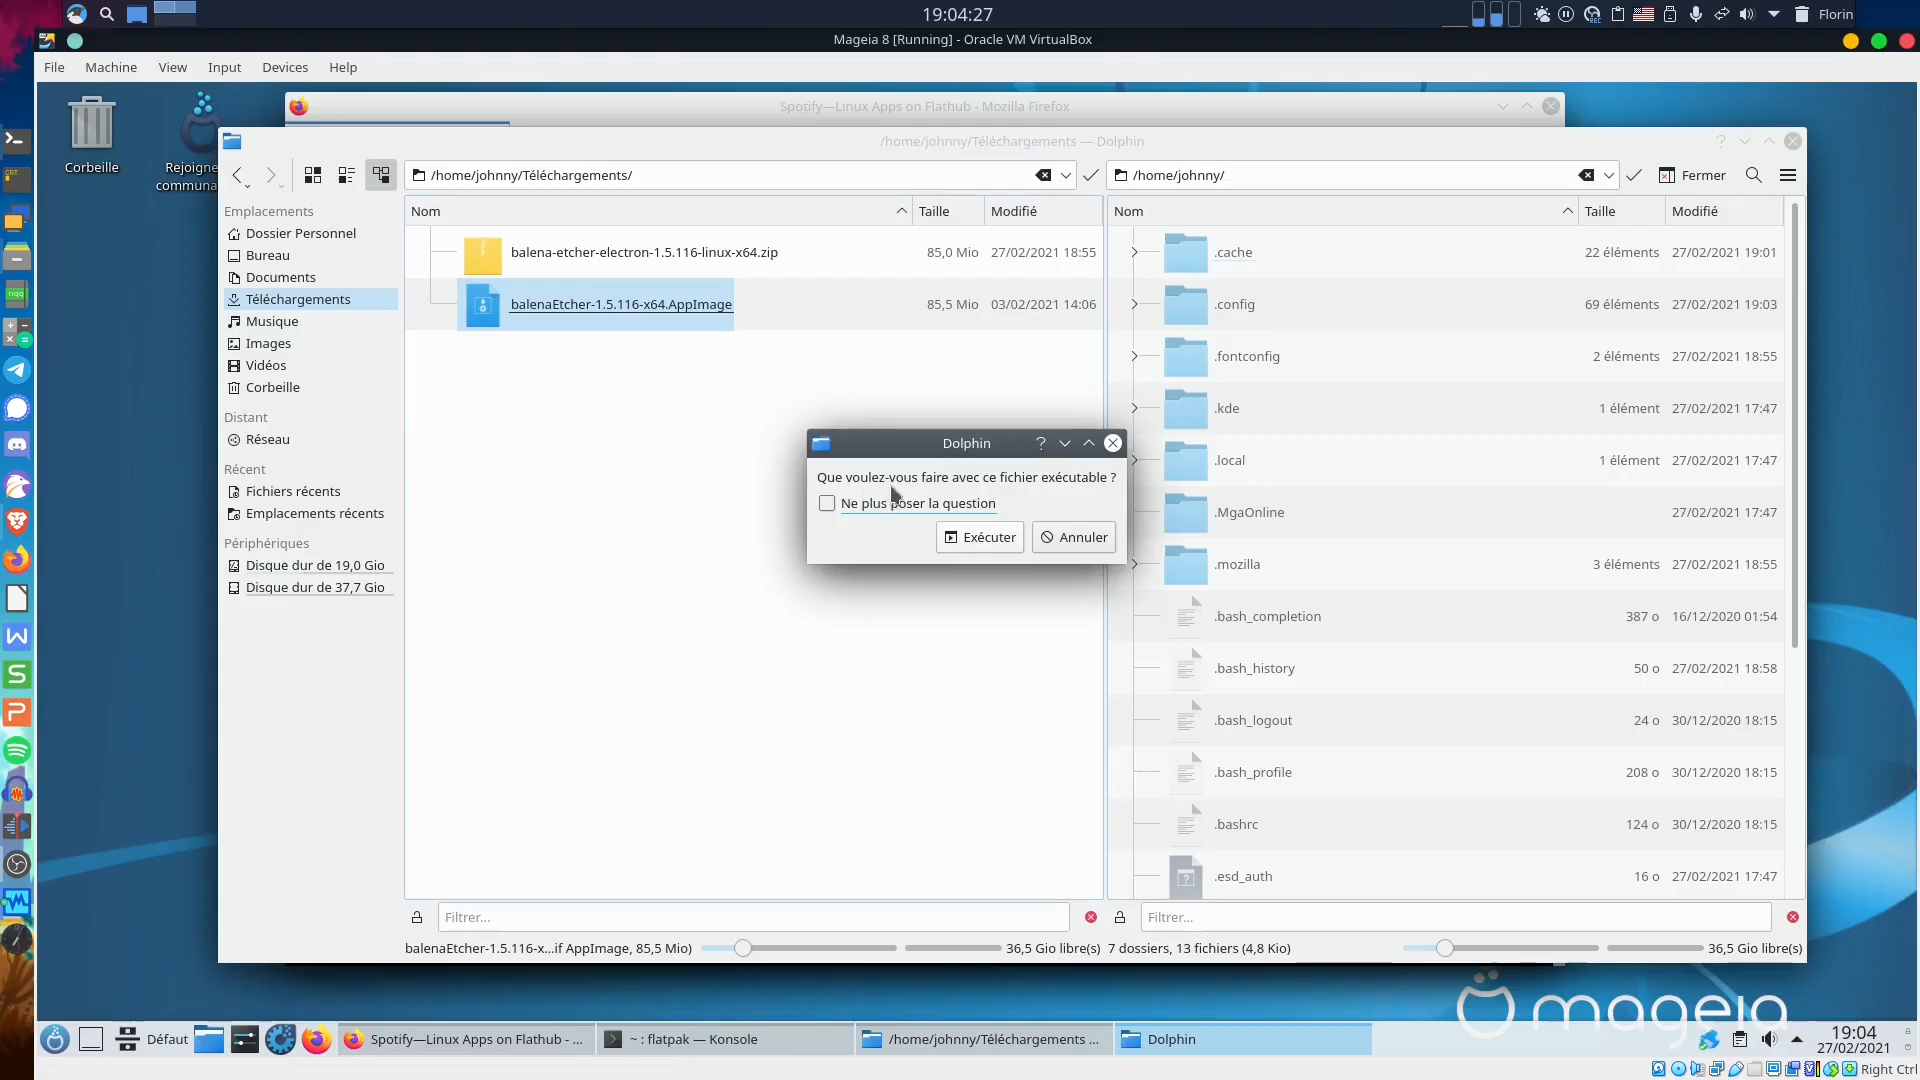 19:04:27
Florin
Mageia 8 [Running] - Oracle VM VirtualBox
File Machine View Input Devices Help
Spotify—Linux Apps on Flathub - Mozilla Firefox
/home/johnny/Téléchargements — Dolphin
Corbeille
Rejoigne
communa
/home/johnny/Téléchargements/
/home/johnny/
Fermer
Emplacements
Dossier Personnel
Bureau
Documents
Téléchargements
Musique
Images
Vidéos
Corbeille
Distant
Réseau
Récent
Fichiers récents
Emplacements récents
Périphériques
Disque dur de 19,0 Gio
Disque dur de 37,7 Gio
Nom Taille Modifié
balena-etcher-electron-1.5.116-linux-x64.zip 85,0 Mio 27/02/2021 18:55
balenaEtcher-1.5.116-x64.AppImage 85,5 Mio 03/02/2021 14:06
Nom Taille Modifié
.cache 22 éléments 27/02/2021 19:01
.config 69 éléments 27/02/2021 19:03
.fontconfig 2 éléments 27/02/2021 18:55
.kde 1 élément 27/02/2021 17:47
.local 1 élément 27/02/2021 17:47
.MgaOnline 27/02/2021 17:47
.mozilla 3 éléments 27/02/2021 18:55
.bash_completion 387 o 16/12/2020 01:54
.bash_history 50 o 27/02/2021 18:58
.bash_logout 24 o 30/12/2020 18:15
.bash_profile 208 o 30/12/2020 18:15
.bashrc 124 o 30/12/2020 18:15
.esd_auth 16 o 27/02/2021 17:47
Dolphin
Que voulez-vous faire avec ce fichier exécutable ?
Ne plus poser la question
Exécuter Annuler
Filtrer...
Filtrer...
balenaEtcher-1.5.116-x...if AppImage, 85,5 Mio)
36,5 Gio libre(s)
7 dossiers, 13 fichiers (4,8 Kio)
36,5 Gio libre(s)
mageia
Défaut
Spotify—Linux Apps on Flathub - ...
~ : flatpak — Konsole
/home/johnny/Téléchargements ...
Dolphin
19:04
27/02/2021
Right Ctrl